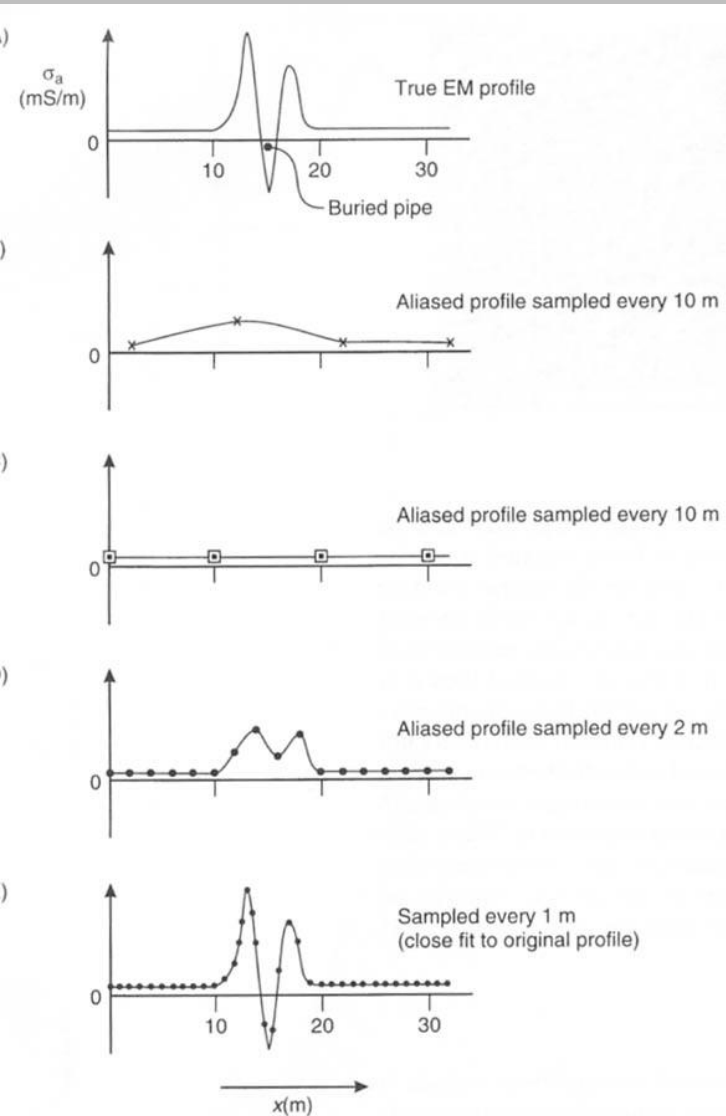 A)
σa
(mS/m)
True EM profile
0
10 20 30
Buried pipe
)
Aliased profile sampled every 10 m
0
)
Aliased profile sampled every 10 m
0
)
Aliased profile sampled every 2 m
0
)
Sampled every 1 m
(close fit to original profile)
0
10 20 30
x(m)